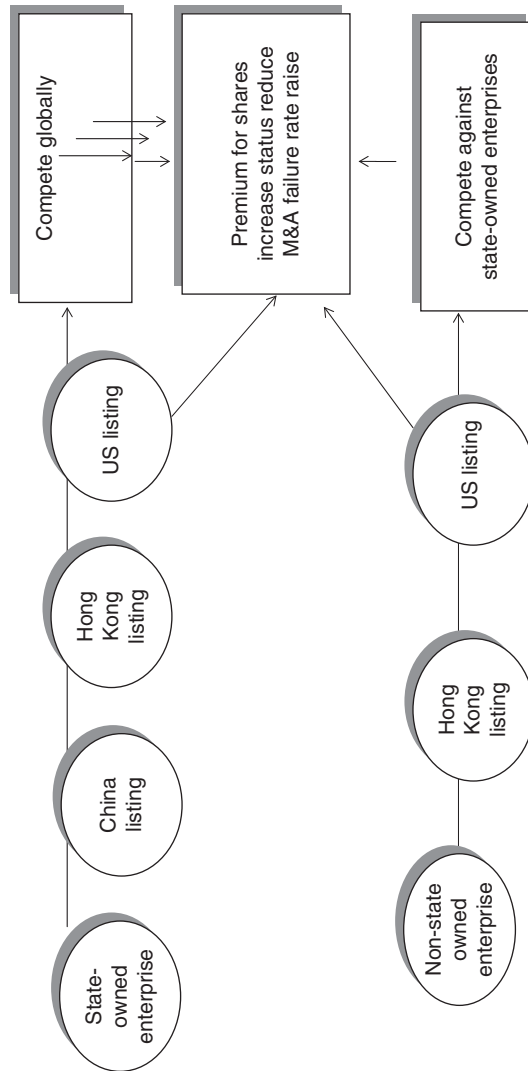 State-
owned
enterprise
China
listing
Hong
Kong
listing
US listing
Compete globally
Premium for shares
increase status reduce
M&A failure rate raise
Non-state
owned
enterprise
Hong
Kong
listing
US listing
Compete against
state-owned enterprises